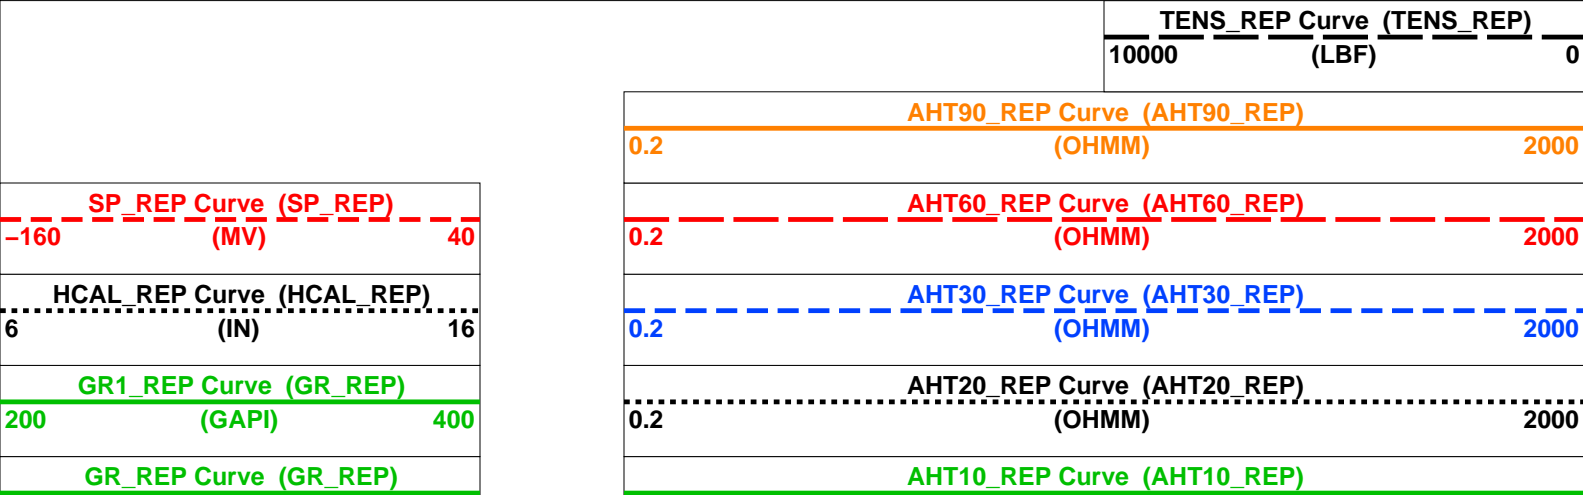 TENS_REP Curve (TENS_REP)
10000 (LBF) 0
AHT90_REP Curve (AHT90_REP)
0.2 (OHMM) 2000
SP_REP Curve (SP_REP)
−160 (MV) 40
AHT60_REP Curve (AHT60_REP)
0.2 (OHMM) 2000
HCAL_REP Curve (HCAL_REP)
6 (IN) 16
AHT30_REP Curve (AHT30_REP)
0.2 (OHMM) 2000
GR1_REP Curve (GR_REP)
200 (GAPI) 400
AHT20_REP Curve (AHT20_REP)
0.2 (OHMM) 2000
GR_REP Curve (GR_REP)
AHT10_REP Curve (AHT10_REP)